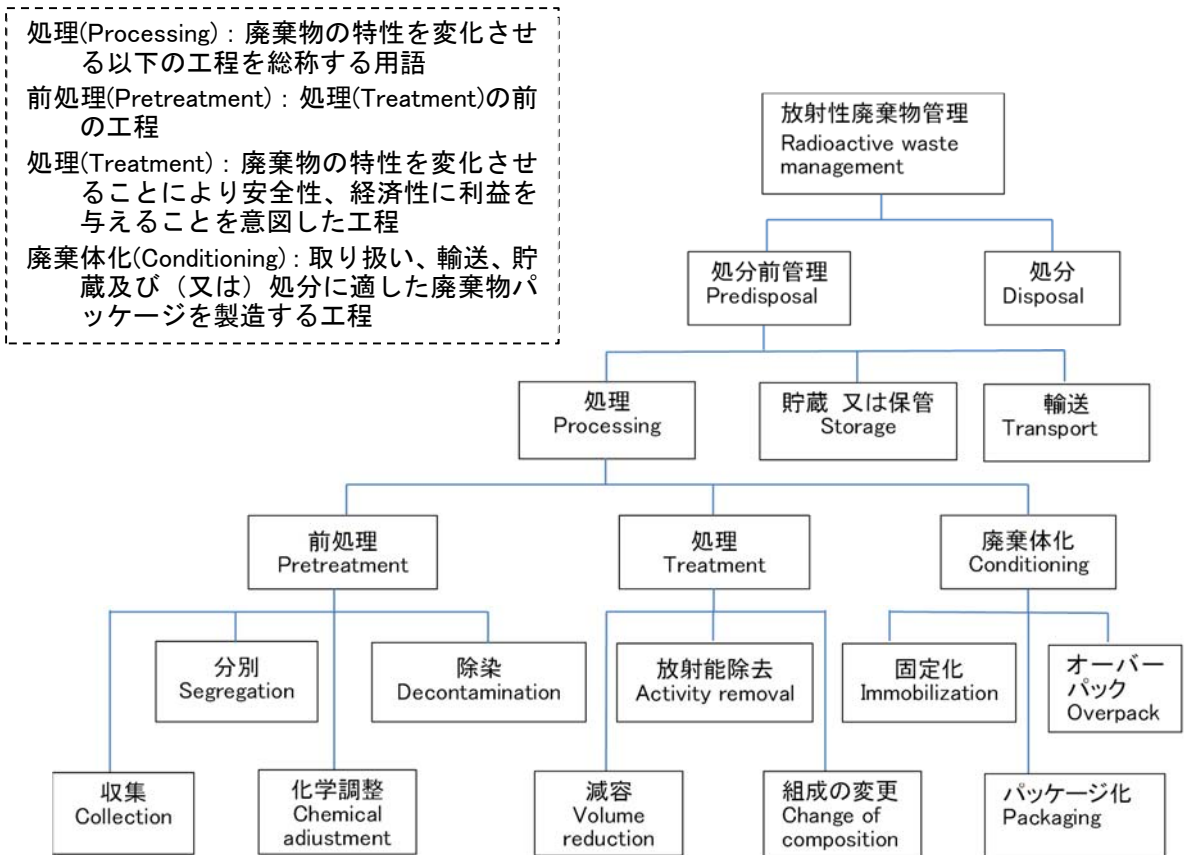 処理(Processing)：廃棄物の特性を変化させ
る以下の工程を総称する用語
前処理(Pretreatment)：処理(Treatment)の前
の工程
処理(Treatment)：廃棄物の特性を変化させ
ることにより安全性、経済性に利益を
与えることを意図した工程
廃棄体化(Conditioning)：取り扱い、輸送、貯
蔵及び（又は）処分に適した廃棄物パ
ッケージを製造する工程
放射性廃棄物管理
Radioactive waste
management
処分前管理
Predisposal
処分
Disposal
処理
Processing
貯蔵 又は保管
Storage
輸送
Transport
前処理
Pretreatment
処理
Treatment
廃棄体化
Conditioning
分別
Segregation
除染
Decontamination
放射能除去
Activity removal
固定化
Immobilization
オーバー
パック
Overpack
収集
Collection
化学調整
Chemical
adiustment
減容
Volume
reduction
組成の変更
Change of
composition
パッケージ化
Packaging